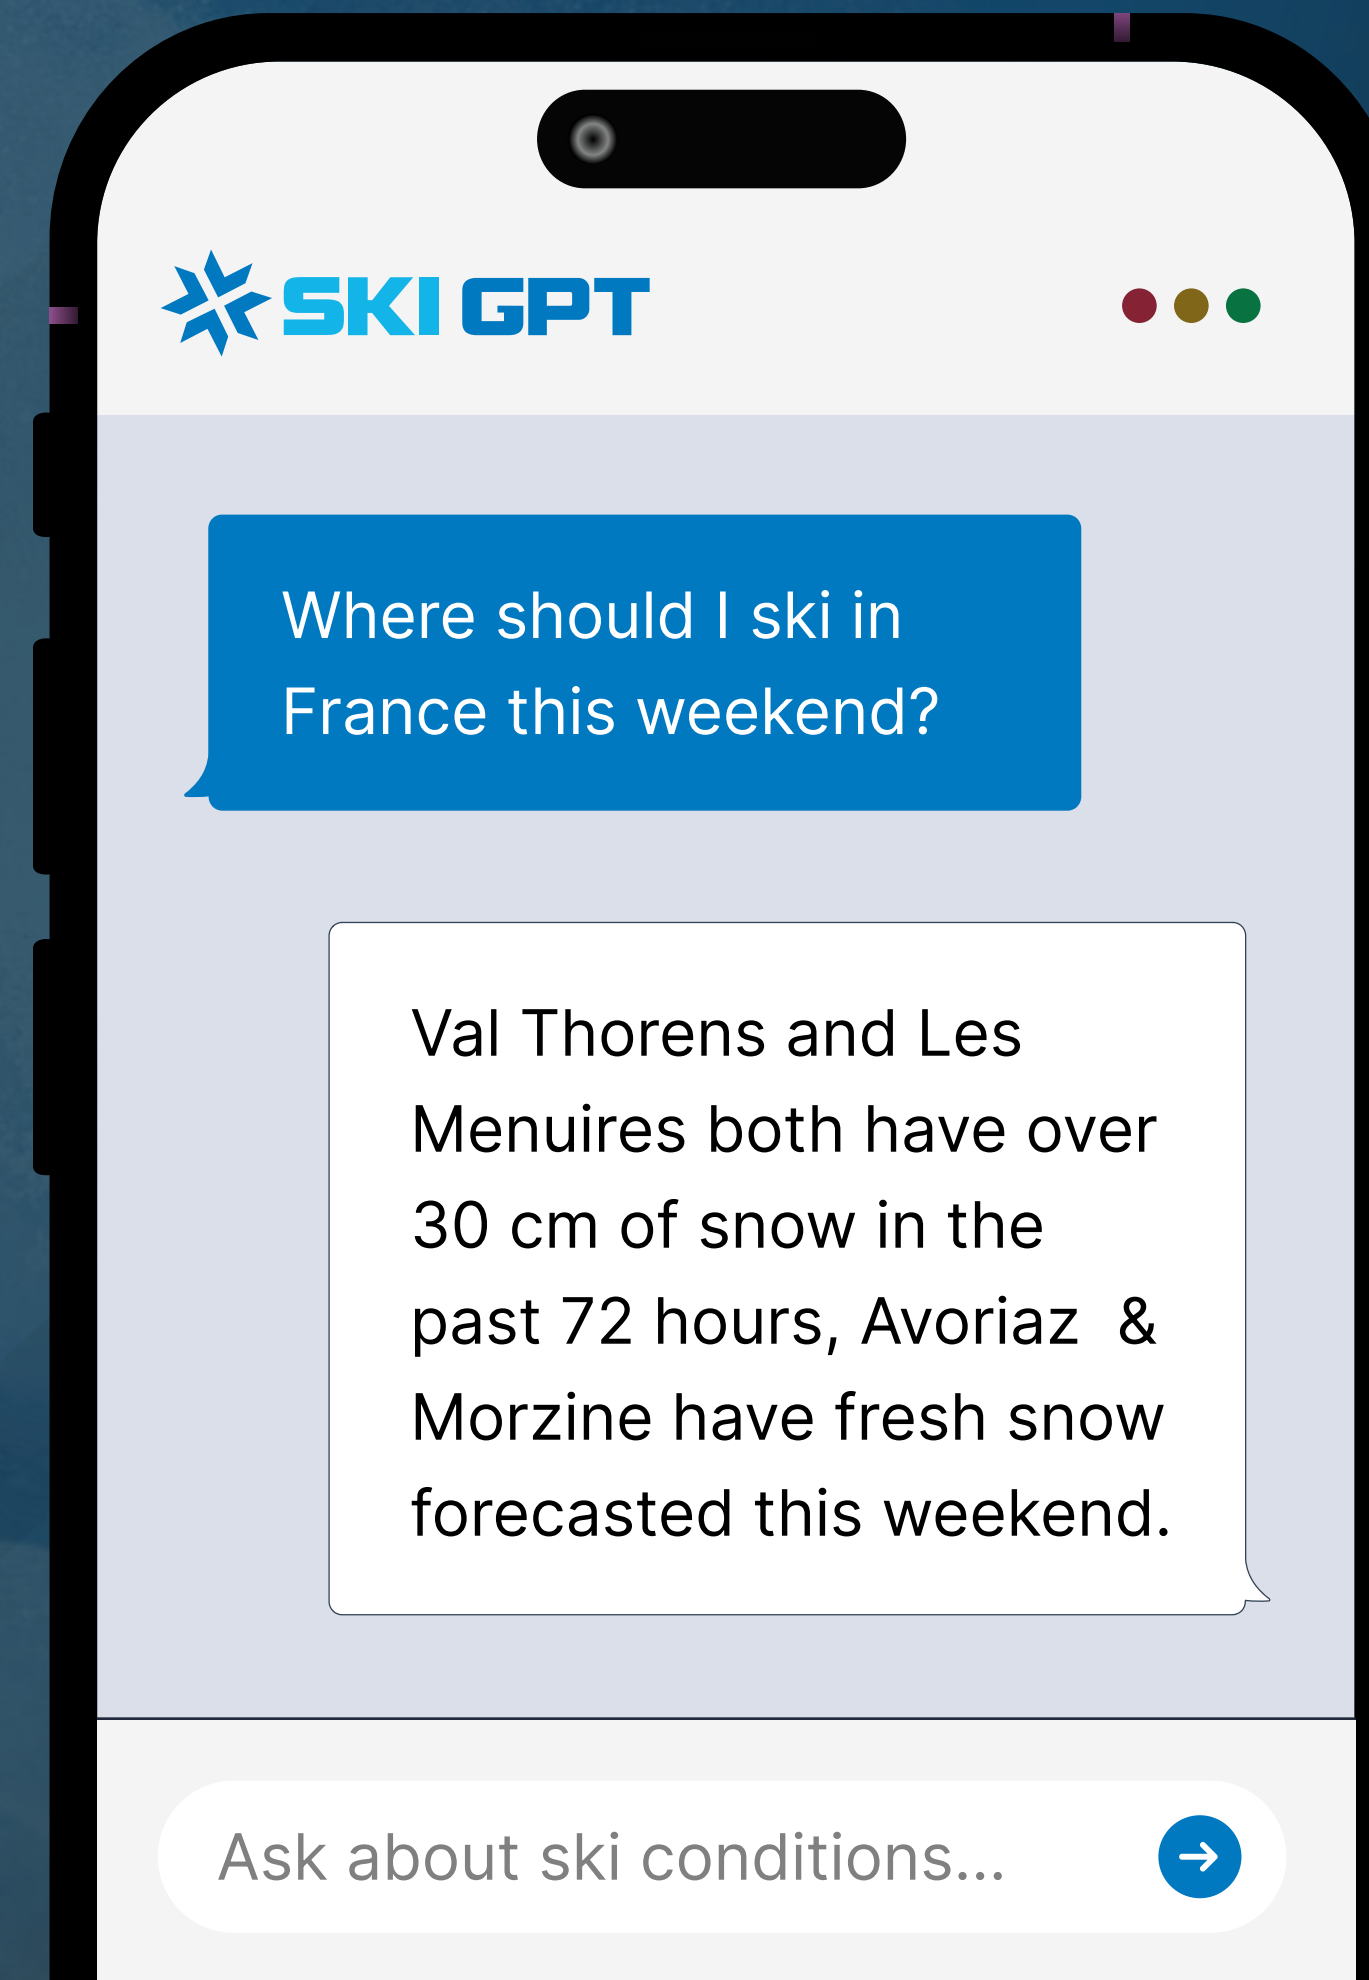 SKI GPT
Where should I ski in
France this weekend?
Val Thorens and Les
Menuires both have over
30 cm of snow in the
past 72 hours, Avoriaz  &
Morzine have fresh snow
forecasted this weekend.
Ask about ski conditions...